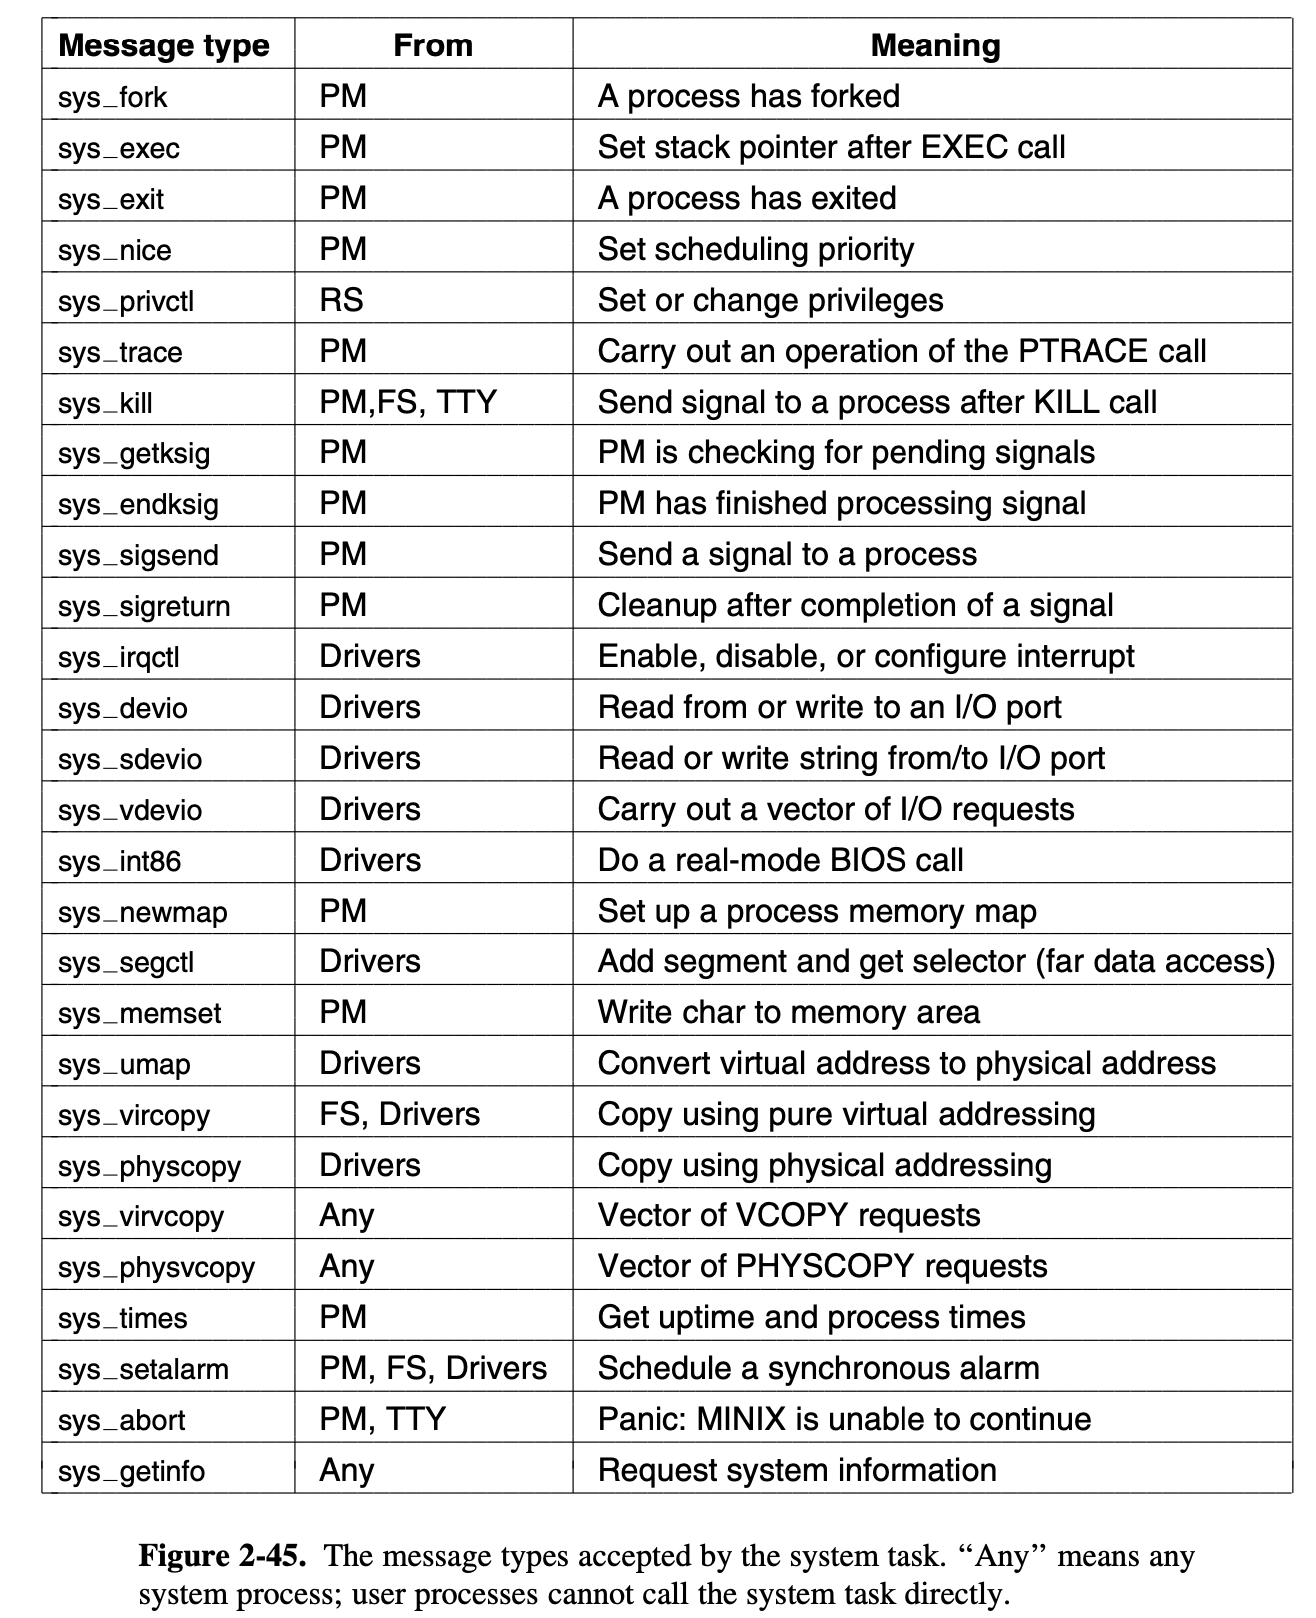 Message type From Meaning
sys_fork PM A process has forked
sys_exec PM Set stack pointer after EXEC call
sys_exit PM A process has exited
sys_nice PM Set scheduling priority
sys_privctl RS Set or change privileges
sys_trace PM Carry out an operation of the PTRACE call
sys_kill PM,FS, TTY Send signal to a process after KILL call
sys_getksig PM PM is checking for pending signals
sys_endksig PM PM has finished processing signal
sys_sigsend PM Send a signal to a process
sys_sigreturn PM Cleanup after completion of a signal
sys_irqctl Drivers Enable, disable, or configure interrupt
sys_devio Drivers Read from or write to an I/O port
sys_sdevio Drivers Read or write string from/to I/O port
sys_vdevio Drivers Carry out a vector of I/O requests
sys_int86 Drivers Do a real-mode BIOS call
sys_newmap PM Set up a process memory map
sys_segctl Drivers Add segment and get selector (far data access)
sys_memset PM Write char to memory area
sys_umap Drivers Convert virtual address to physical address
sys_vircopy FS, Drivers Copy using pure virtual addressing
sys_physcopy Drivers Copy using physical addressing
sys_virvcopy Any Vector of VCOPY requests
sys_physvcopy Any Vector of PHYSCOPY requests
sys_times PM Get uptime and process times
sys_setalarm PM, FS, Drivers Schedule a synchronous alarm
sys_abort PM, TTY Panic: MINIX is unable to continue
sys_getinfo Any Request system information
Figure 2-45. The message types accepted by the system task. “Any” means any
system process; user processes cannot call the system task directly.